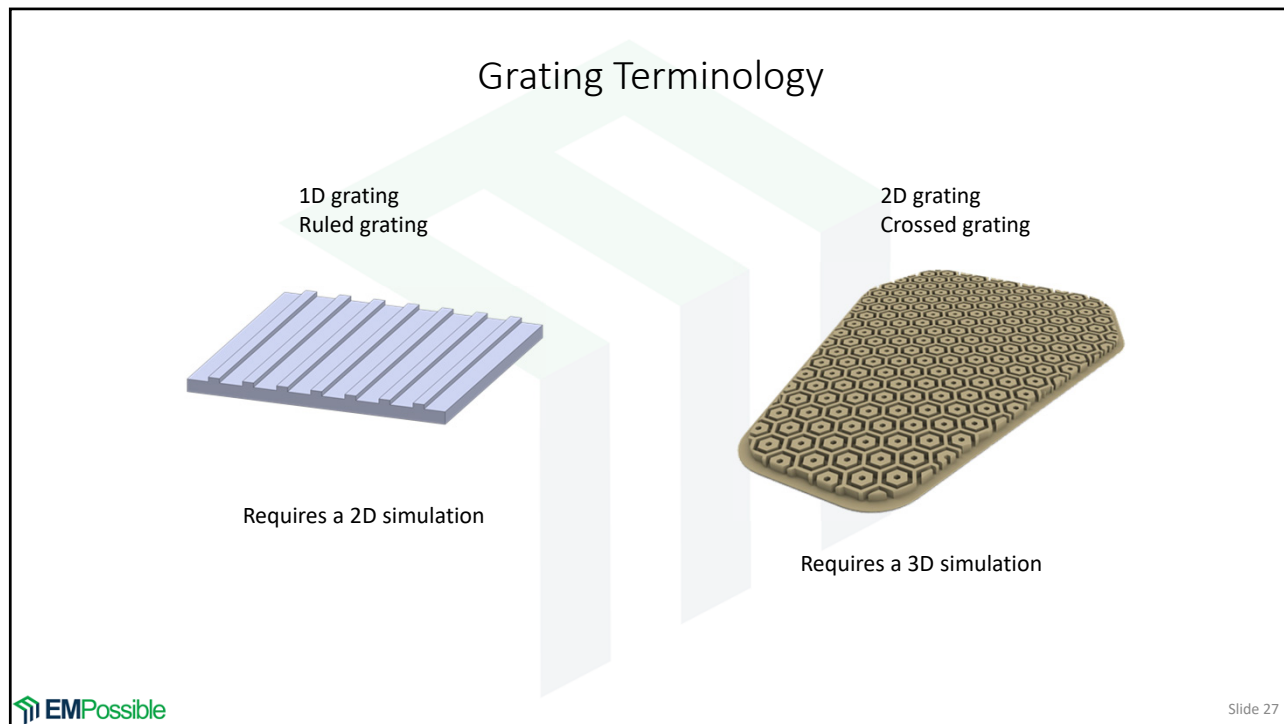 Grating Terminology
1D grating
Ruled grating
2D grating
Crossed grating
Requires a 2D simulation
Requires a 3D simulation
EMPossible
Slide 27